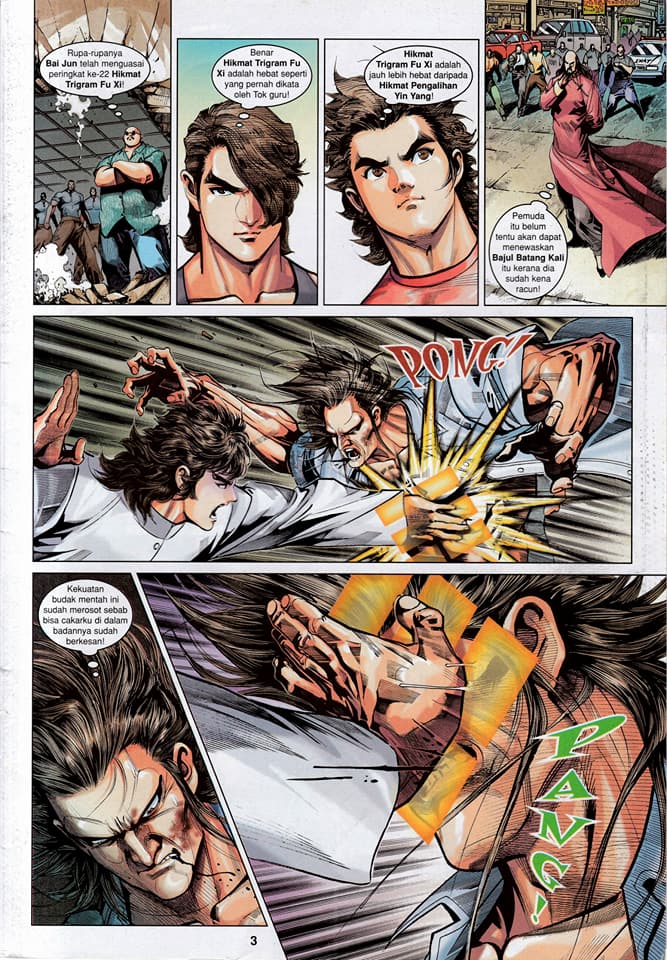 Rupa-rupanya
Bai Jun telah menguasai
peringkat ke-22 Hikmat
Trigram Fu Xi!
Benar
Hikmat Trigram Fu
Xi adalah hebat seperti
yang pernah dikata
oleh Tok guru!
Hikmat
Trigram Fu Xi adalah
jauh lebih hebat daripada
Hikmat Pengalihan
Yin Yang!
Pemuda
itu belum
tentu akan dapat
menewaskan
Bajul Batang Kali
itu kerana dia
sudah kena
racun!
PONG!
Kekuatan
budak mentah ini
sudah merosot sebab
bisa cakarku di dalam
badannya sudah
berkesan!
PANG!
3